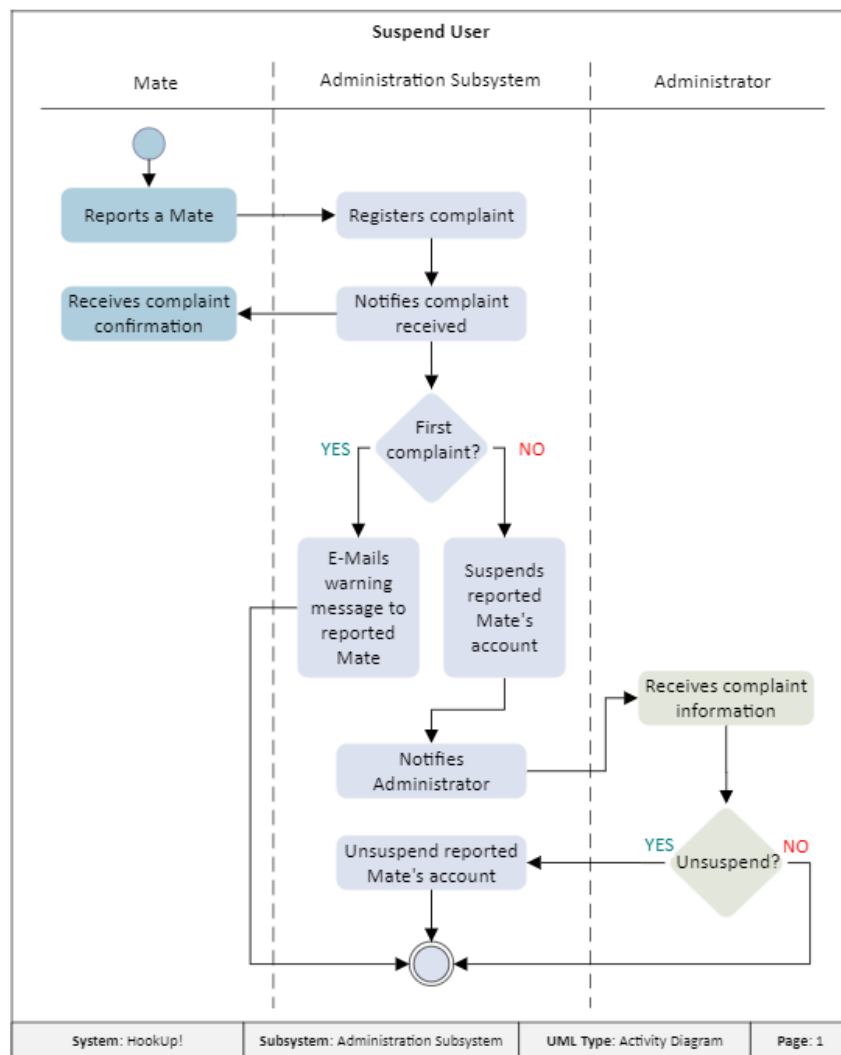 Suspend User
Mate
Administration Subsystem
Administrator
Reports a Mate
Registers complaint
Receives complaint
confirmation
Notifies complaint
received
First
complaint?
YES
NO
E-Mails
warning
message to
reported
Mate
Suspends
reported
Mate's
account
Receives complaint
information
Notifies
Administrator
Unsuspend reported
Mate's account
YES
Unsuspend?
NO
System: HookUp!
Subsystem: Administration Subsystem
UML Type: Activity Diagram
Page: 1